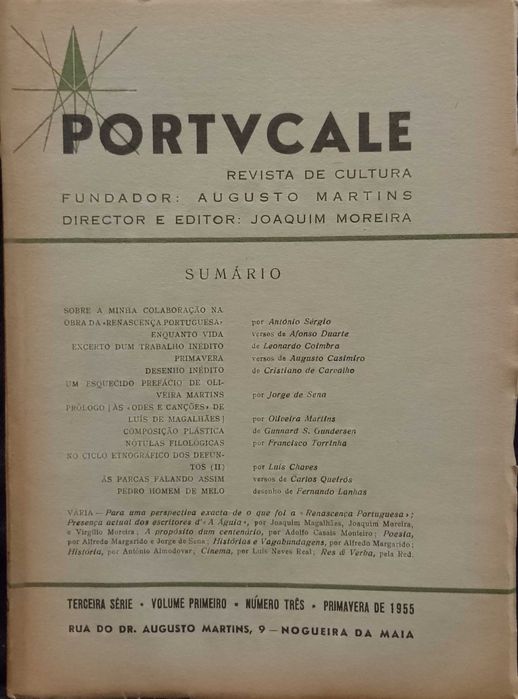 PORTVCALE
REVISTA DE CULTURA
FUNDADOR: AUGUSTO MARTINS
DIRECTOR E EDITOR: JOAQUIM MOREIRA
SUMÁRIO
SOBRE A MINHA COLABORAÇÃO NA
OBRA DA «RENASCENÇA PORTUGUESA» por António Sérgio
ENQUANTO VIDA versos de Afonso Duarte
EXCERTO DUM TRABALHO INÉDITO de Leonardo Coimbra
PRIMAVERA versos de Augusto Casimiro
DESENHO INÉDITO de Cristiano de Carvalho
UM ESQUECIDO PREFÁCIO DE OLI-
VEIRA MARTINS por Jorge de Sena
PRÓLOGO [ÀS «ODES E CANÇÕES» DE
LUÍS DE MAGALHÃES] por Oliveira Martins
COMPOSIÇÃO PLÁSTICA de Gunnard S. Gundersen
NÓTULAS FILOLÓGICAS por Francisco Torrinha
NO CICLO ETNOGRÁFICO DOS DEFUN-
TOS (II) por Luís Chaves
ÀS PARCAS FALANDO ASSIM versos de Carlos Queirós
PEDRO HOMEM DE MELO desenho de Fernando Lanhas
VÁRIA — Para uma perspectiva exacta de o que foi a «Renascença Portuguesa»;
Presença actual dos escritores d'«A Águia», por Joaquim Magalhães, Joaquim Moreira,
e Virgílio Moreira; A propósito dum centenário, por Adolfo Casais Monteiro; Poesia,
por Alfredo Margarido e Jorge de Sena; Histórias e Vagabundagens, por Alfredo Margarido;
História, por António Almodovar; Cinema, por Luís Neves Real; Res & Verba, pela Red.
TERCEIRA SÉRIE • VOLUME PRIMEIRO • NÚMERO TRÊS • PRIMAVERA DE 1955
RUA DO DR. AUGUSTO MARTINS, 9 — NOGUEIRA DA MAIA